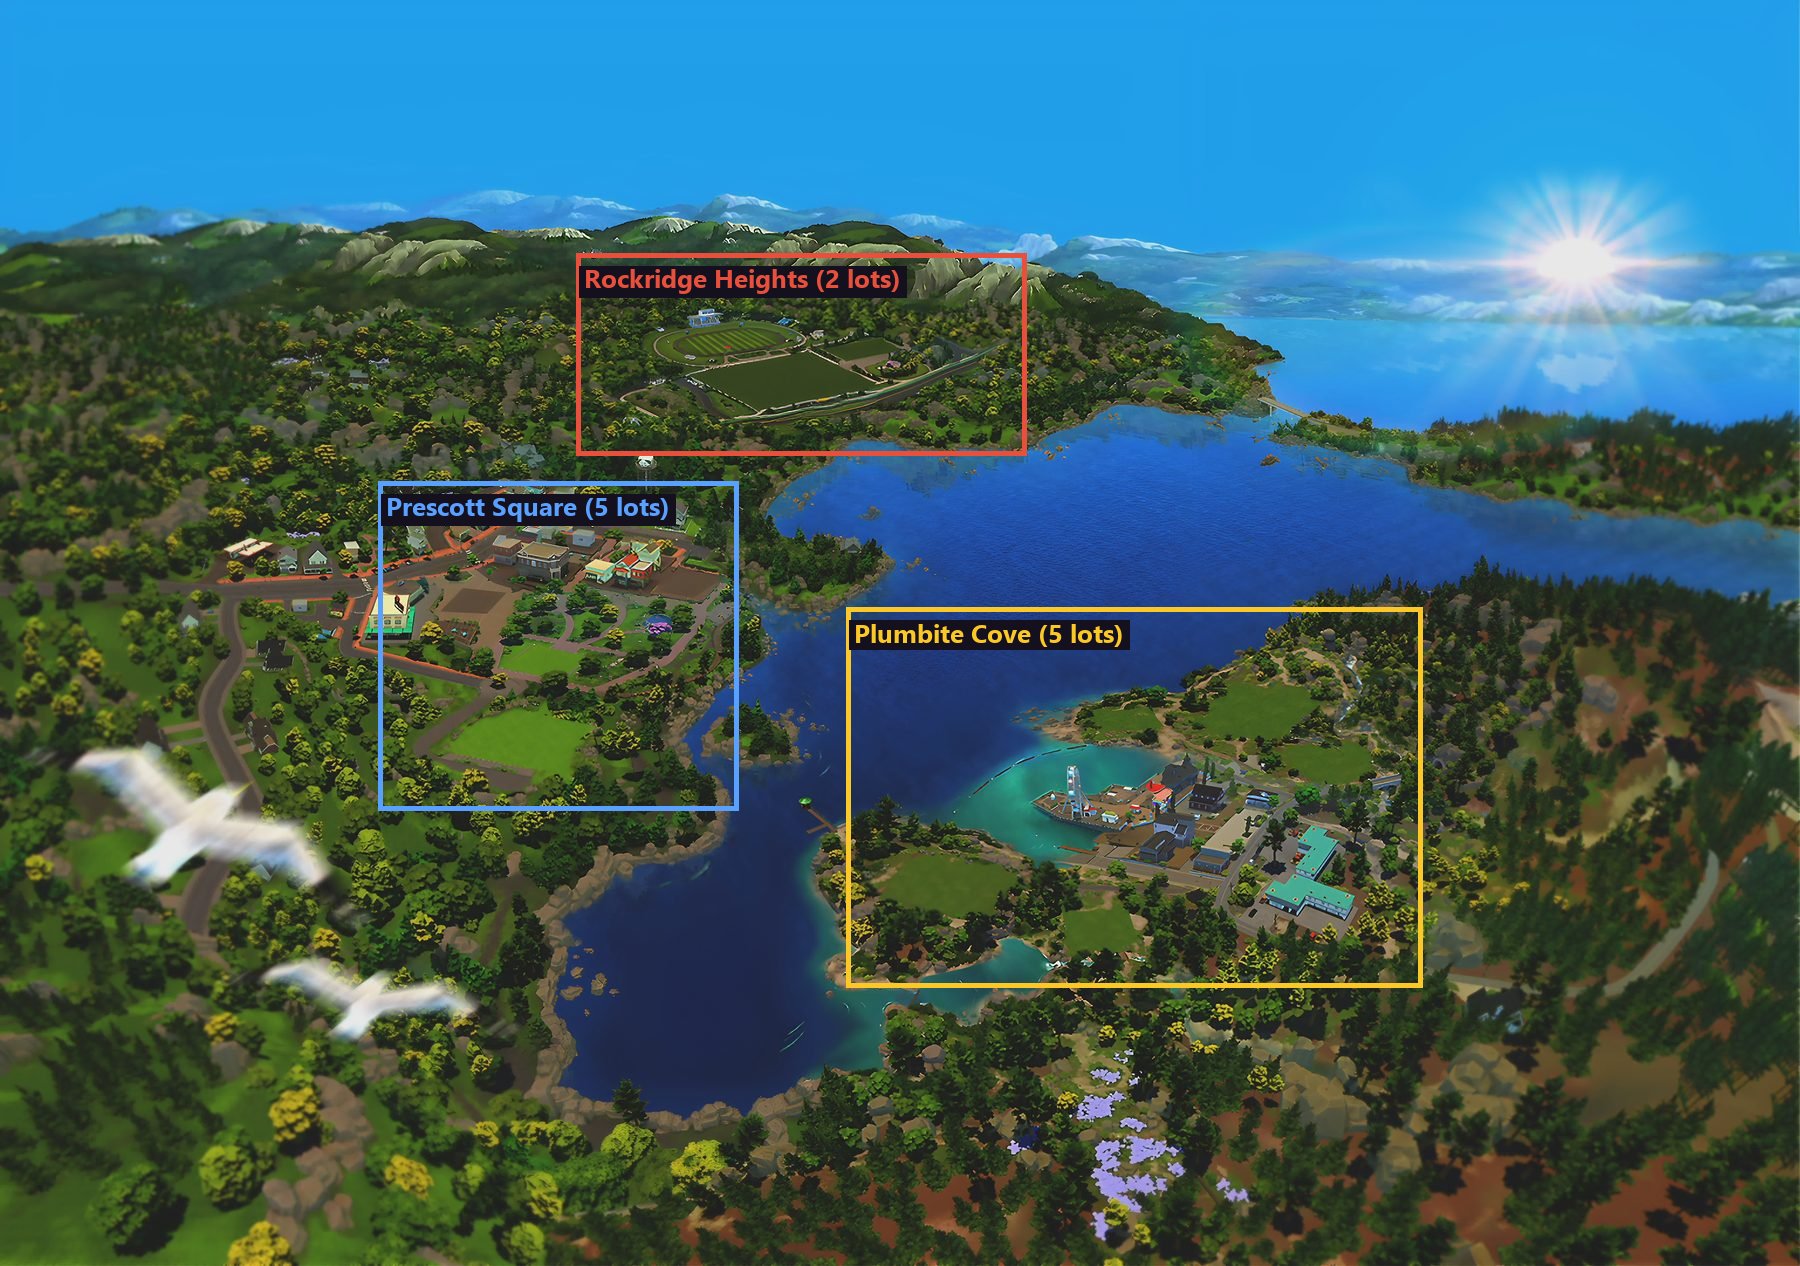 Rockridge Heights (2 lots)
Prescott Square (5 lots)
Plumbite Cove (5 lots)